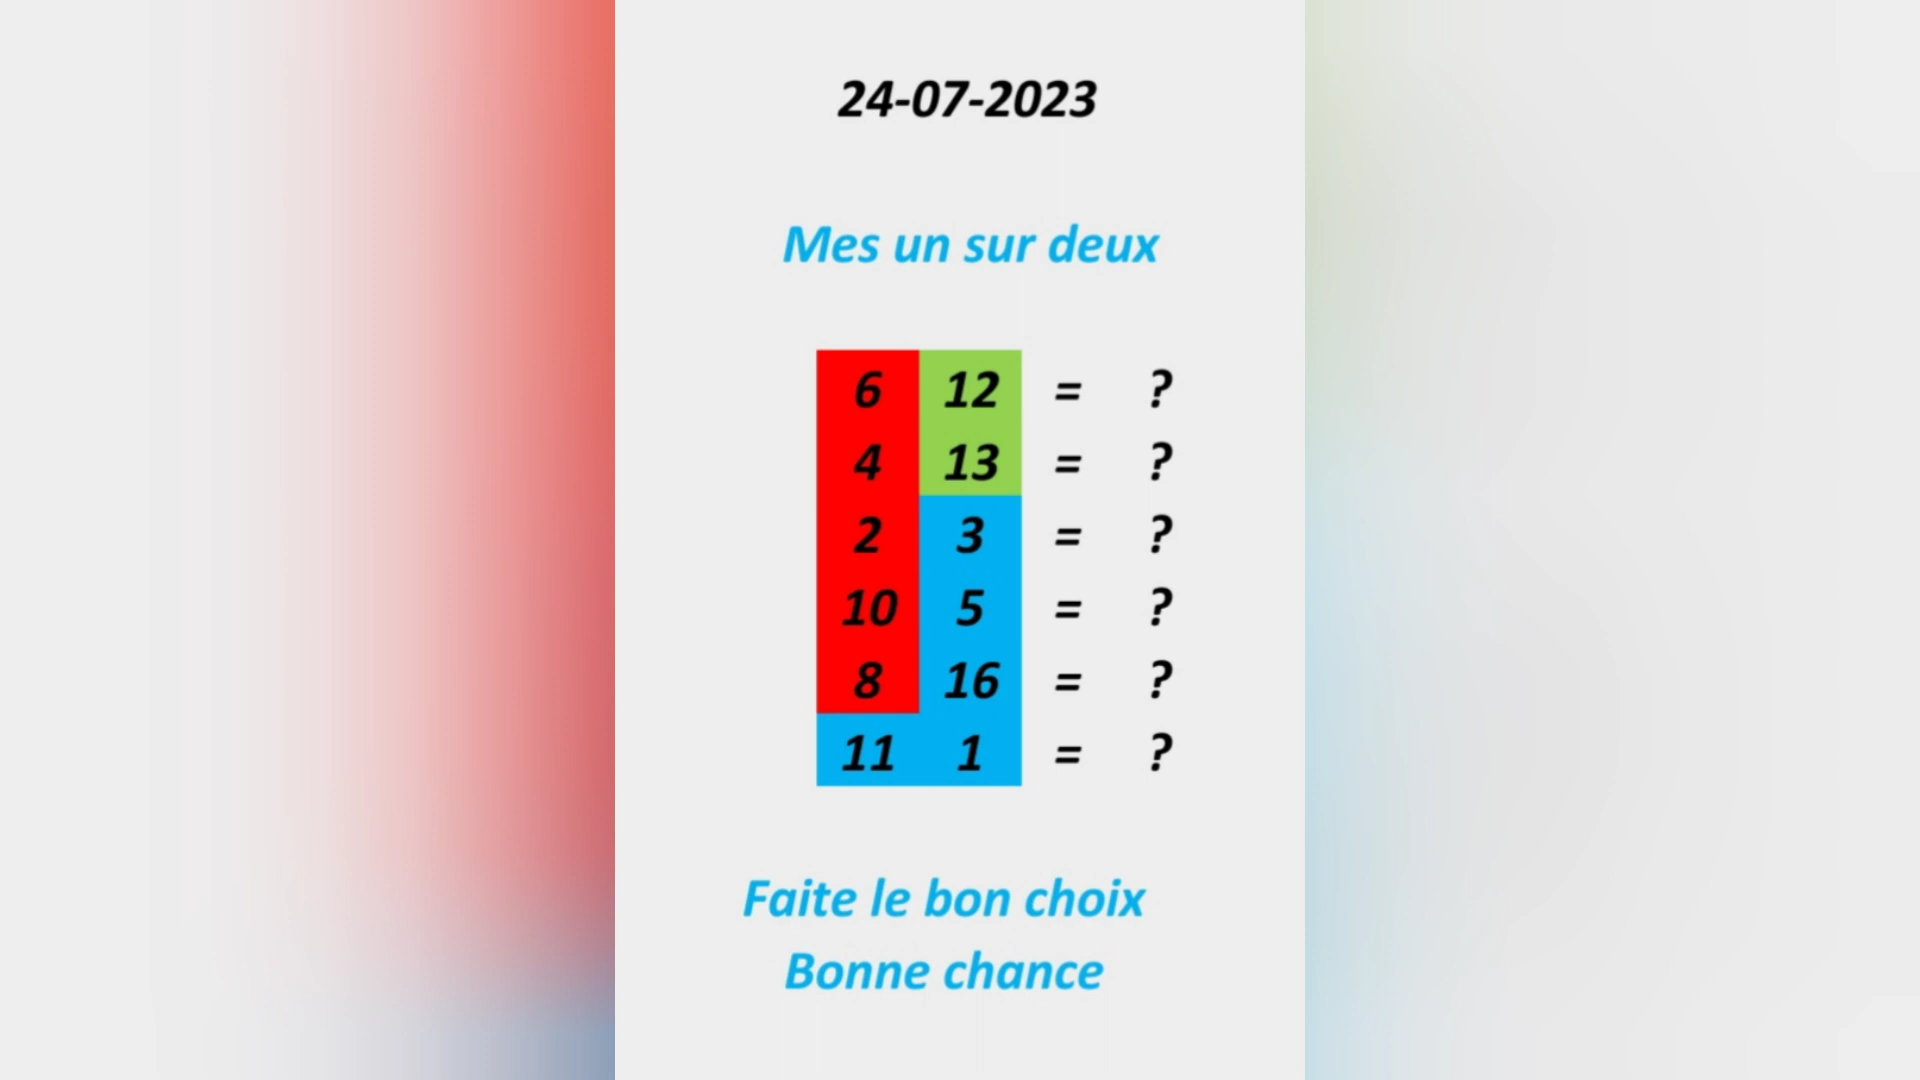 24-07-2023
Mes un sur deux
6 12 = ?
4 13 = ?
2 3 = ?
10 5 = ?
8 16 = ?
11 1 = ?
Faite le bon choix
Bonne chance